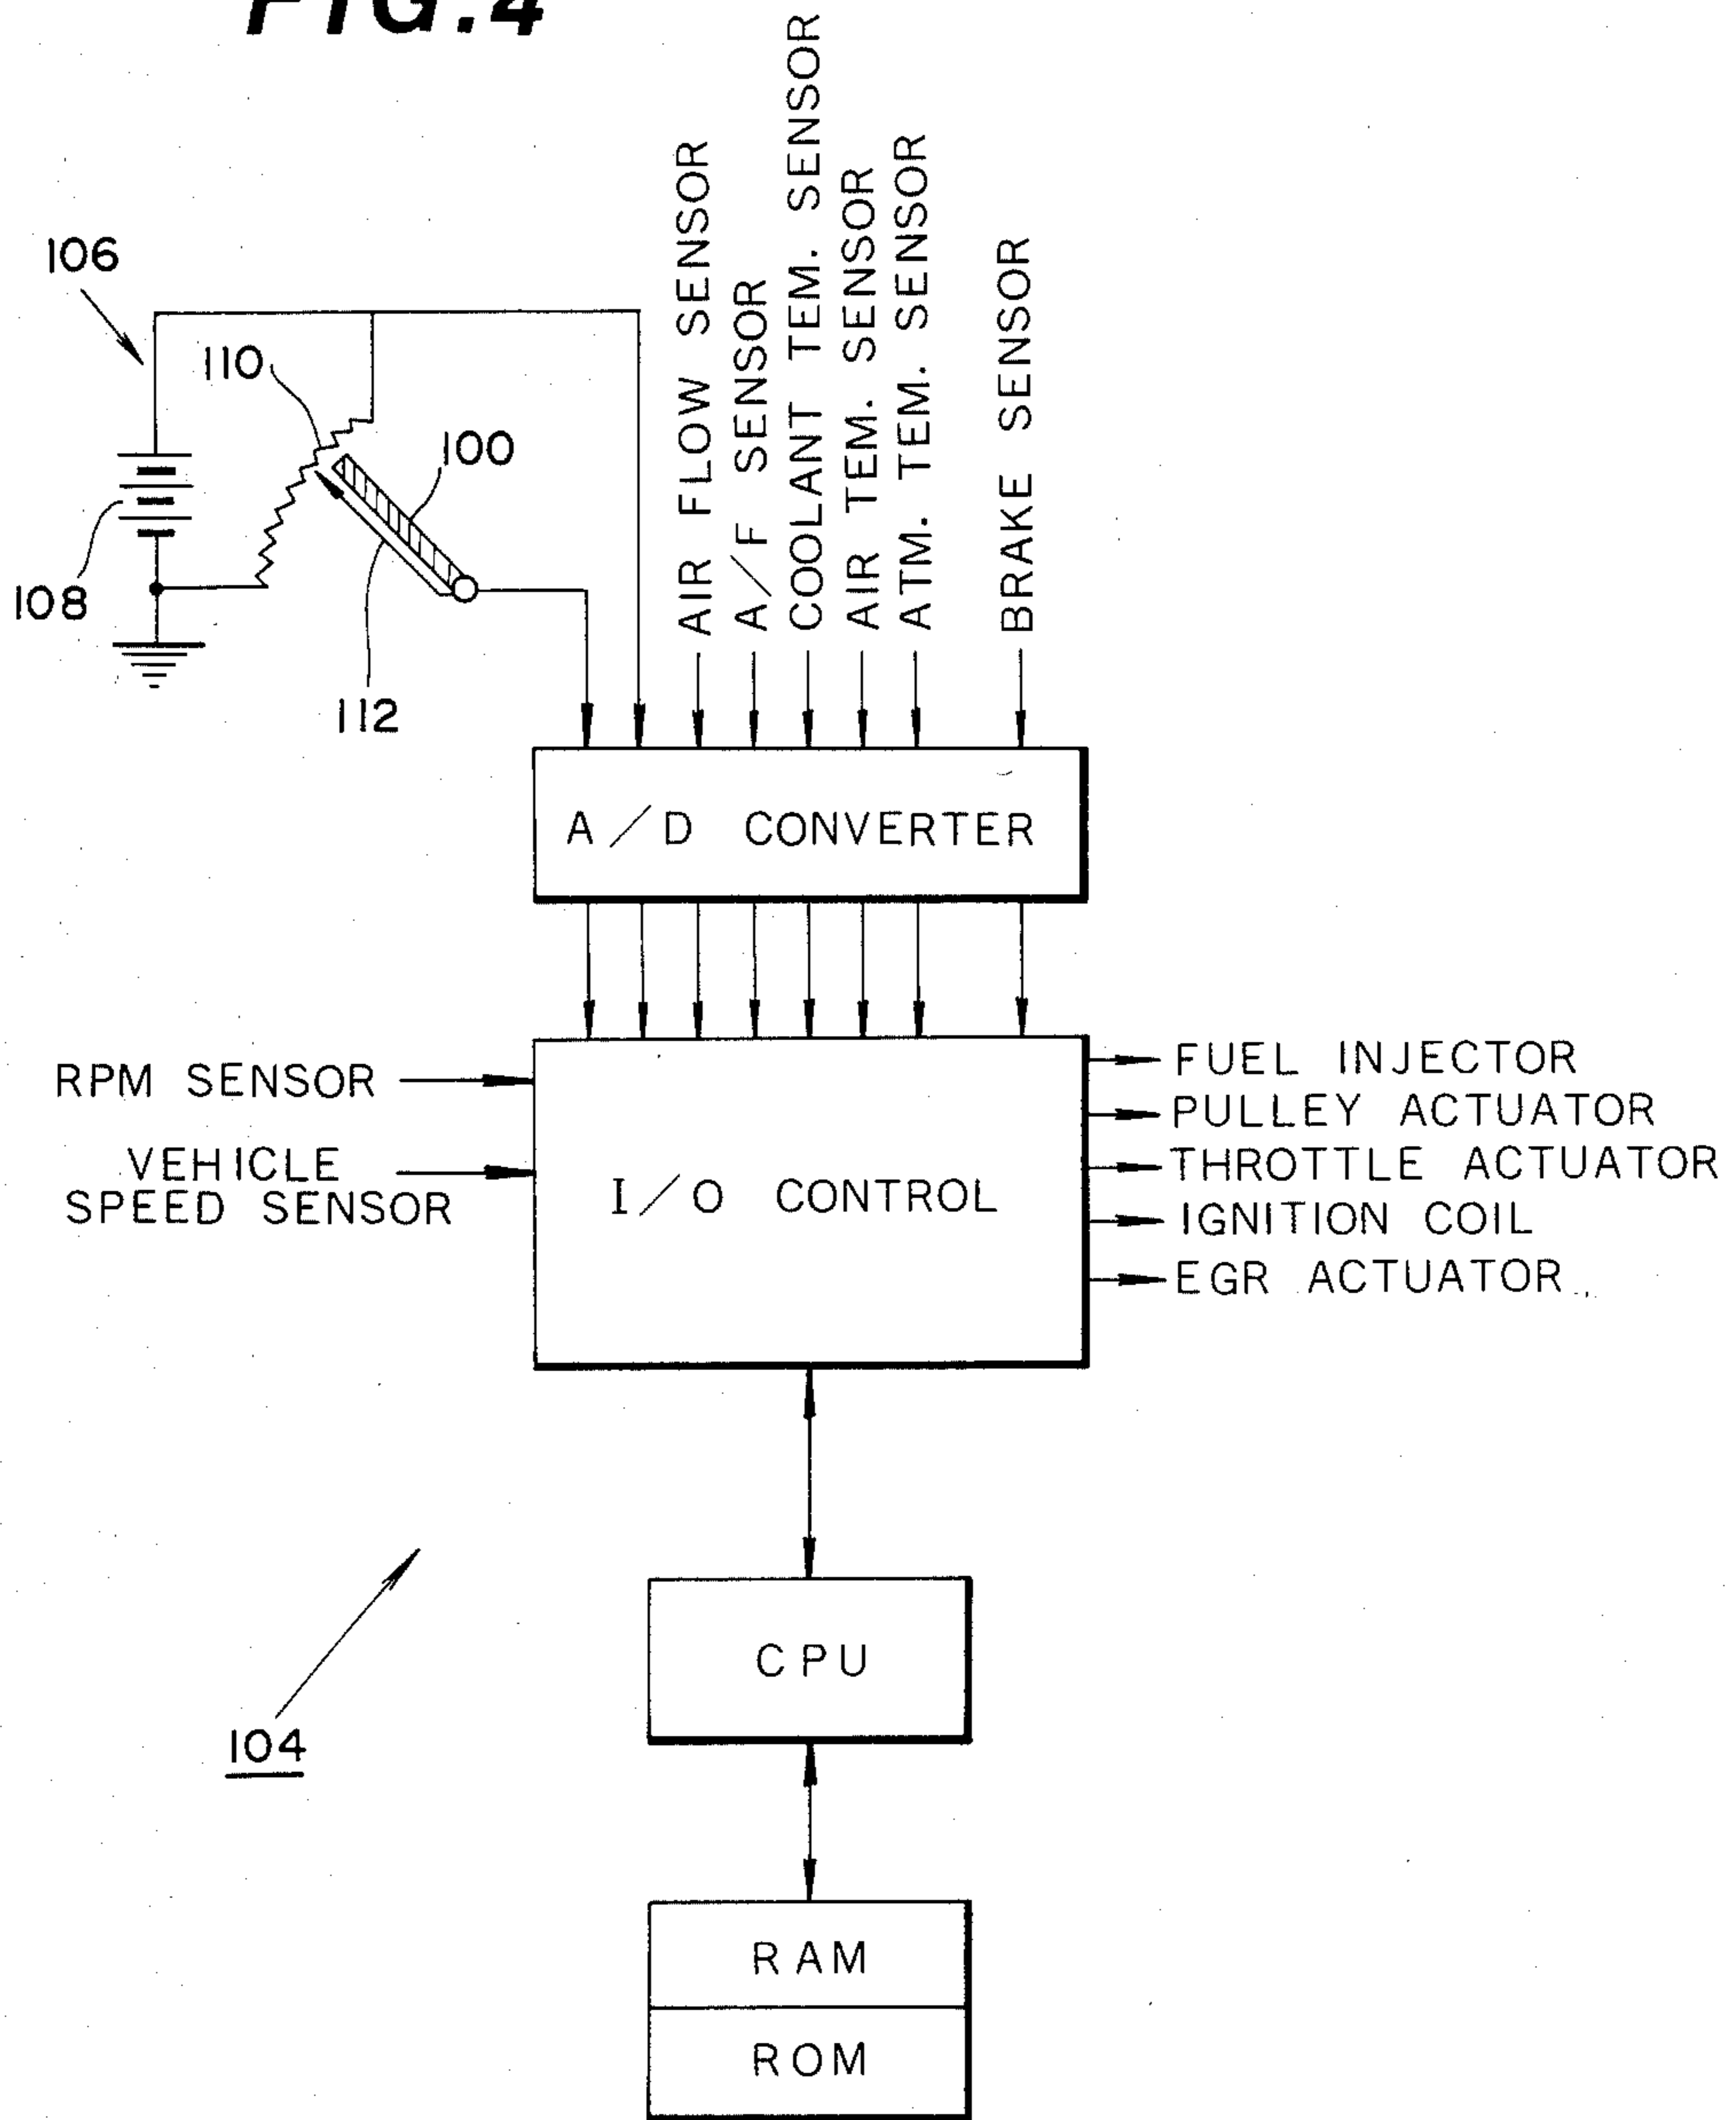 FIG.4
106
110
100
108
112
AIR FLOW SENSOR
A/F SENSOR
COOLANT TEM. SENSOR
AIR TEM. SENSOR
ATM. TEM. SENSOR
BRAKE SENSOR
A/D CONVERTER
RPM SENSOR
VEHICLE
SPEED SENSOR
I/O CONTROL
FUEL INJECTOR
PULLEY ACTUATOR
THROTTLE ACTUATOR
IGNITION COIL
EGR ACTUATOR
CPU
104
RAM
ROM